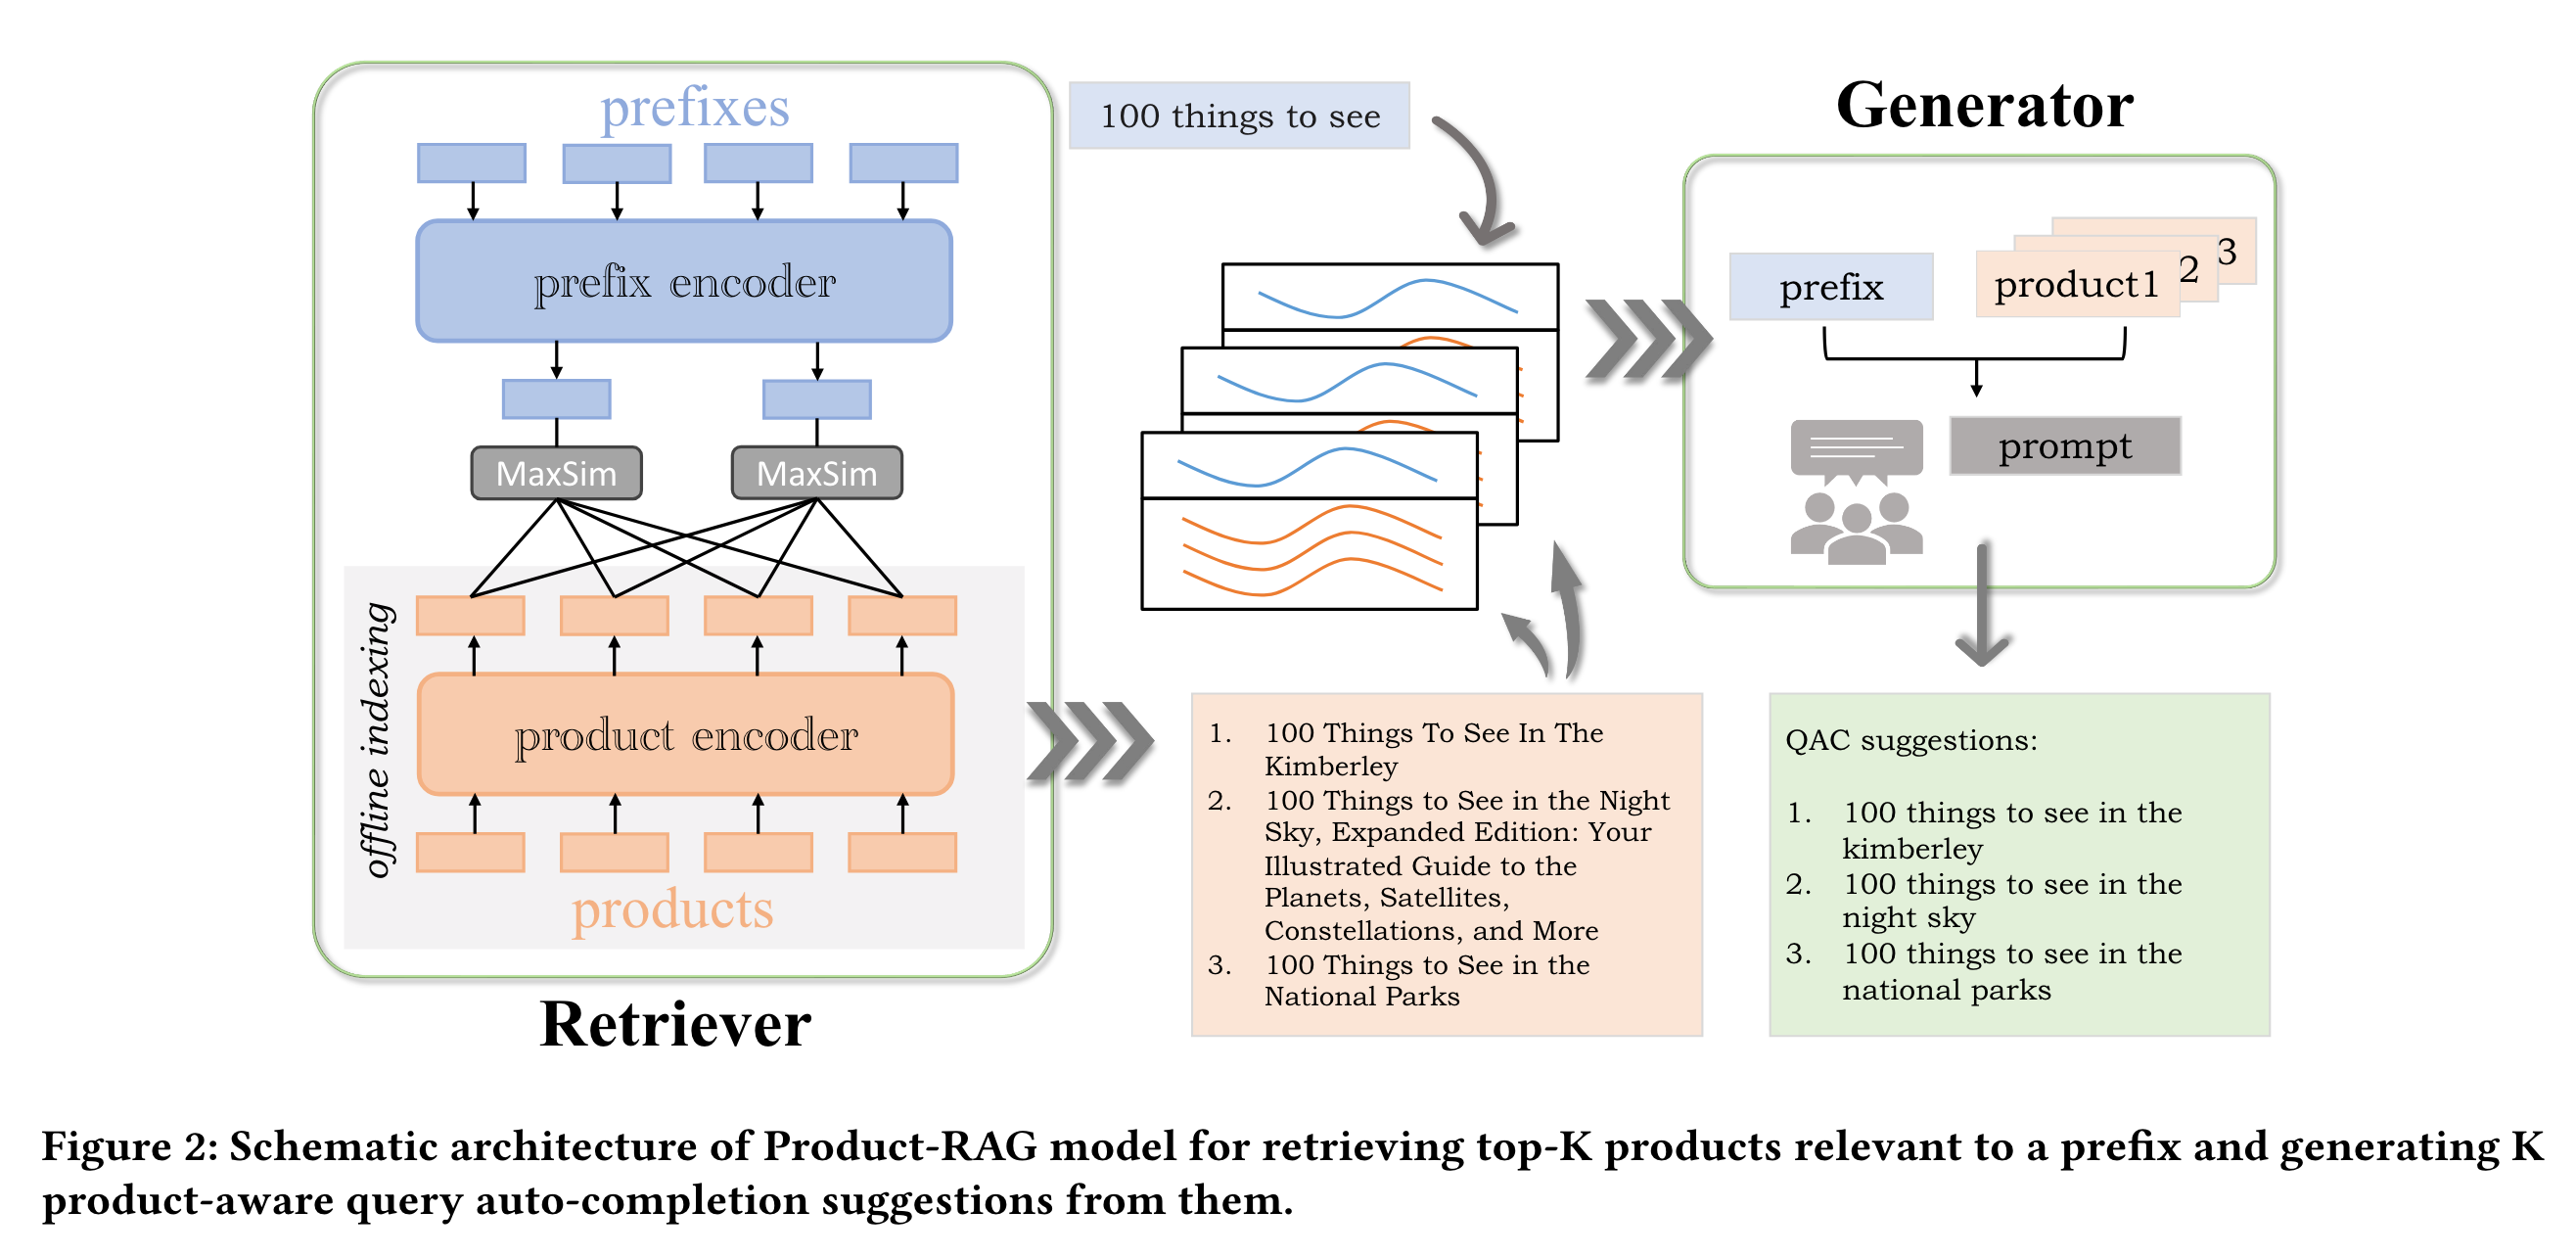 prefixes
prefix encoder
MaxSim
MaxSim
offline indexing
product encoder
products
Retriever
100 things to see
1. 100 Things To See In The
Kimberley
2. 100 Things to See in the Night
Sky, Expanded Edition: Your
Illustrated Guide to the
Planets, Satellites,
Constellations, and More
3. 100 Things to See in the
National Parks
Generator
prefix
product1
2
3
prompt
QAC suggestions:
1. 100 things to see in the
kimberley
2. 100 things to see in the
night sky
3. 100 things to see in the
national parks
Figure 2: Schematic architecture of Product-RAG model for retrieving top-K products relevant to a prefix and generating K
product-aware query auto-completion suggestions from them.